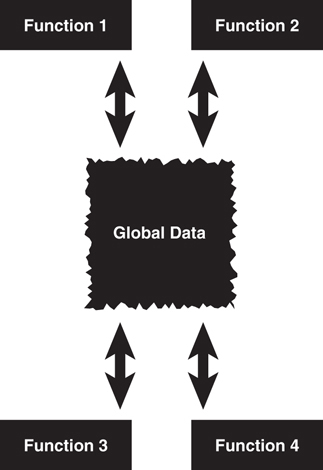 Function 1
Function 2
Global Data
Function 3
Function 4